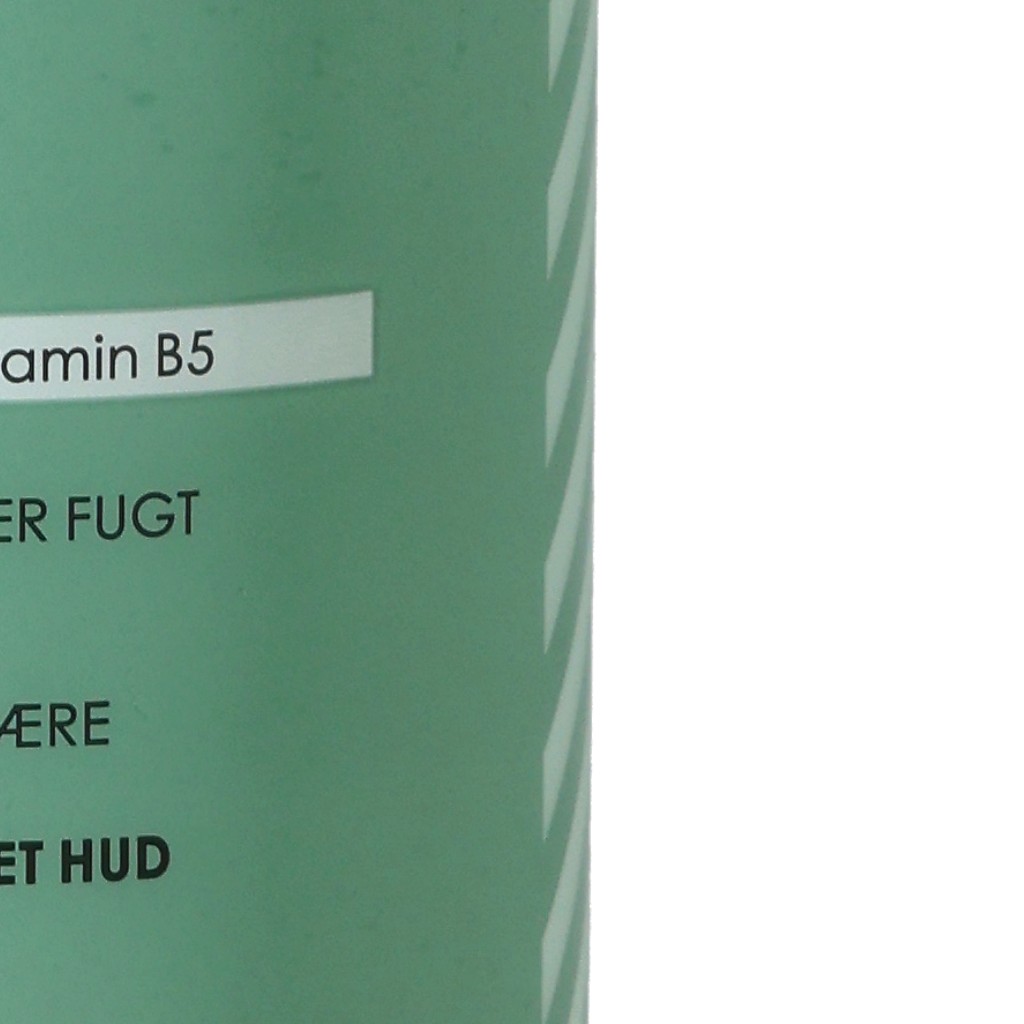 amin B5
ER FUGT
ÆRE
ET HUD